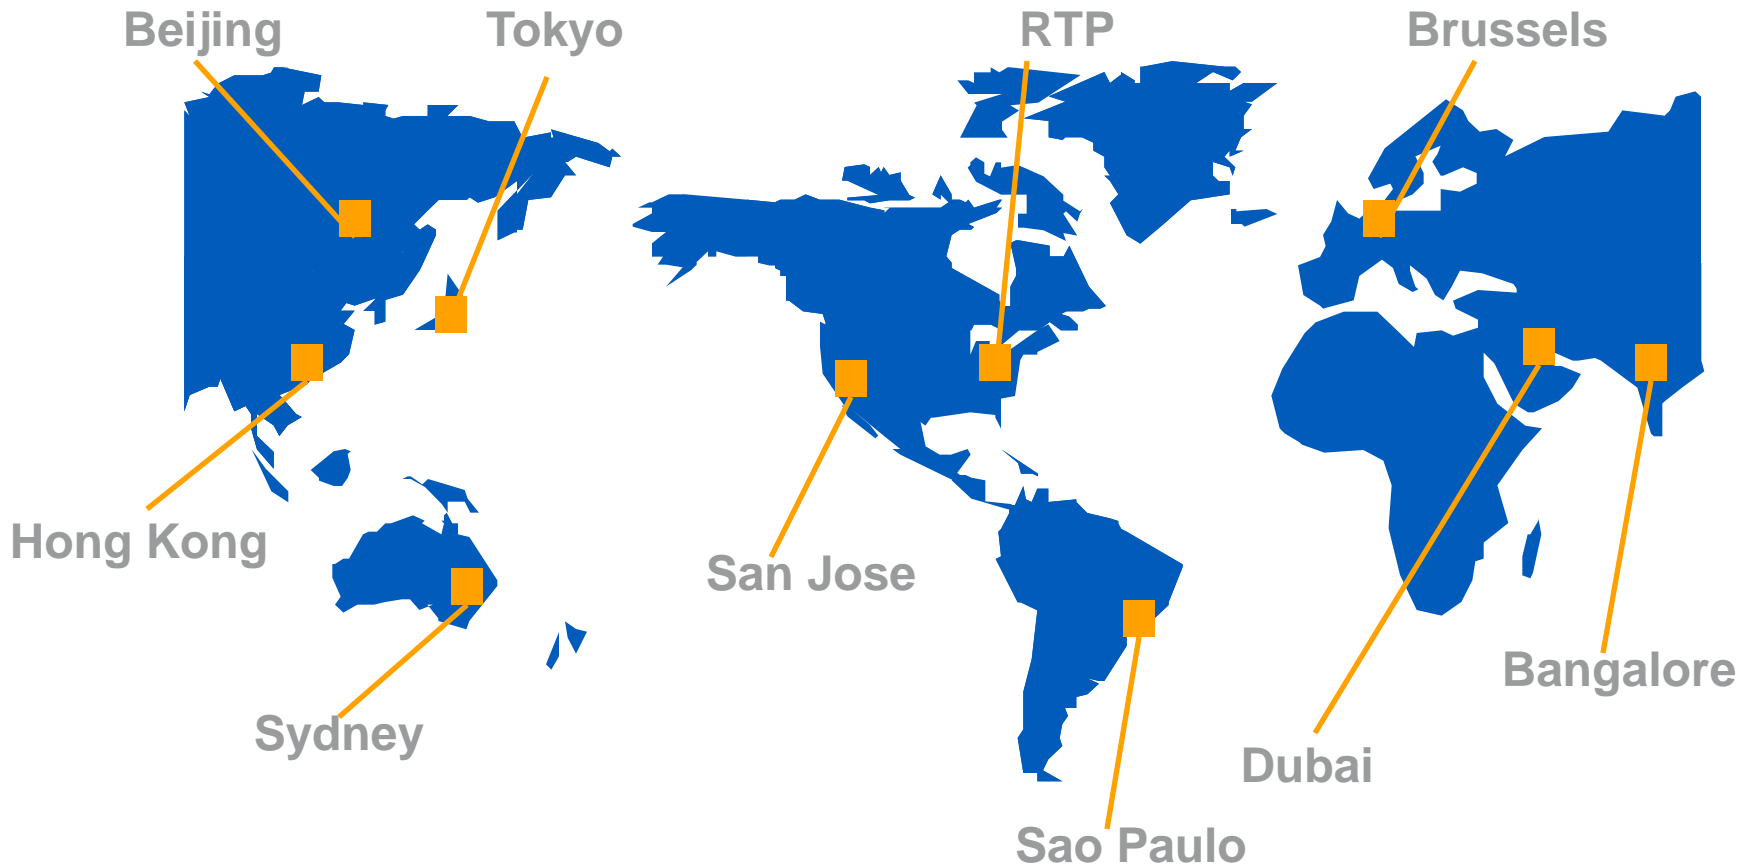 Beijing
Tokyo
RTP
Brussels
Hong Kong
San Jose
Bangalore
Sydney
Dubai
Sao Paulo